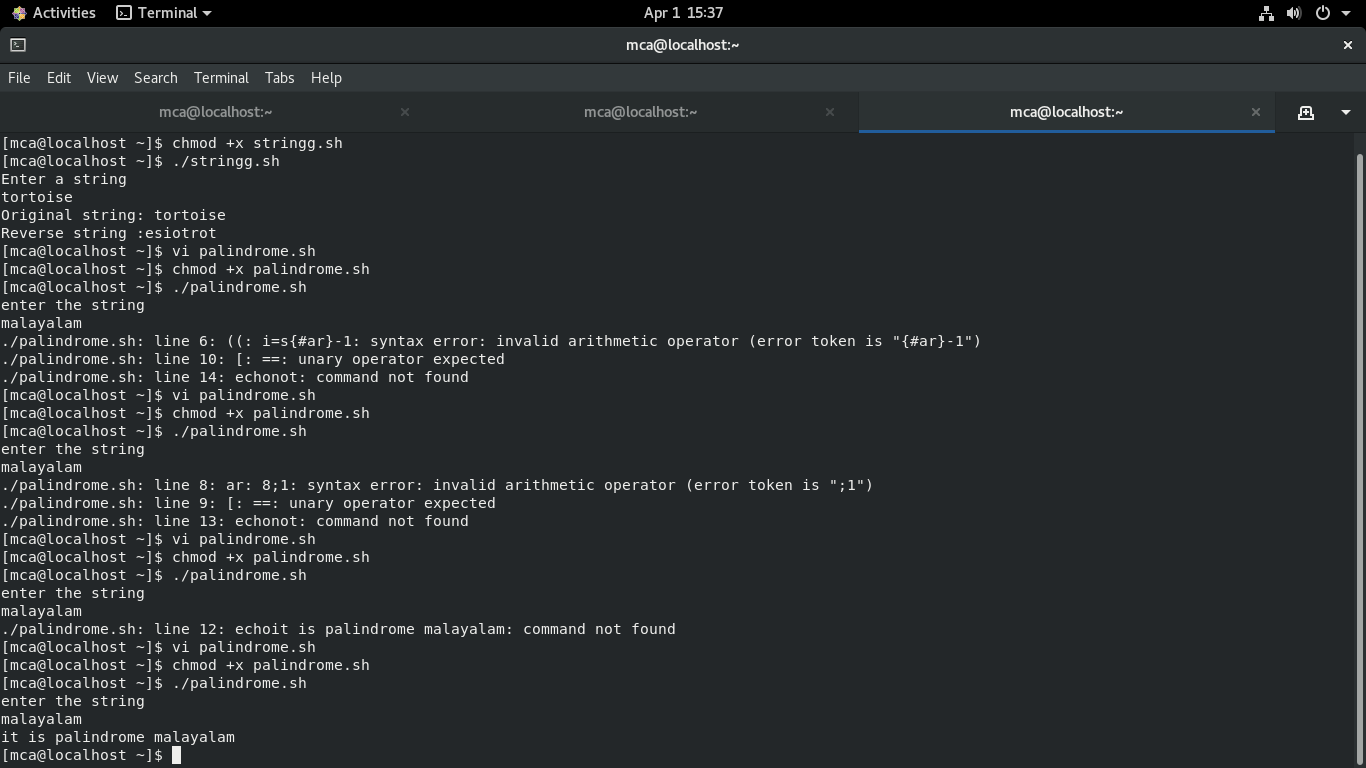 Activities Terminal Apr 1 15:37
mca@localhost:~
File Edit View Search Terminal Tabs Help
mca@localhost:~ mca@localhost:~ mca@localhost:~
[mca@localhost ~]$ chmod +x stringg.sh
[mca@localhost ~]$ ./stringg.sh
Enter a string
tortoise
Original string: tortoise
Reverse string :esiotrot
[mca@localhost ~]$ vi palindrome.sh
[mca@localhost ~]$ chmod +x palindrome.sh
[mca@localhost ~]$ ./palindrome.sh
enter the string
malayalam
./palindrome.sh: line 6: ((: i=s{#ar}-1: syntax error: invalid arithmetic operator (error token is "{#ar}-1")
./palindrome.sh: line 10: [: ==: unary operator expected
./palindrome.sh: line 14: echonot: command not found
[mca@localhost ~]$ vi palindrome.sh
[mca@localhost ~]$ chmod +x palindrome.sh
[mca@localhost ~]$ ./palindrome.sh
enter the string
malayalam
./palindrome.sh: line 8: ar: 8;1: syntax error: invalid arithmetic operator (error token is ";1")
./palindrome.sh: line 9: [: ==: unary operator expected
./palindrome.sh: line 13: echonot: command not found
[mca@localhost ~]$ vi palindrome.sh
[mca@localhost ~]$ chmod +x palindrome.sh
[mca@localhost ~]$ ./palindrome.sh
enter the string
malayalam
./palindrome.sh: line 12: echoit is palindrome malayalam: command not found
[mca@localhost ~]$ vi palindrome.sh
[mca@localhost ~]$ chmod +x palindrome.sh
[mca@localhost ~]$ ./palindrome.sh
enter the string
malayalam
it is palindrome malayalam
[mca@localhost ~]$